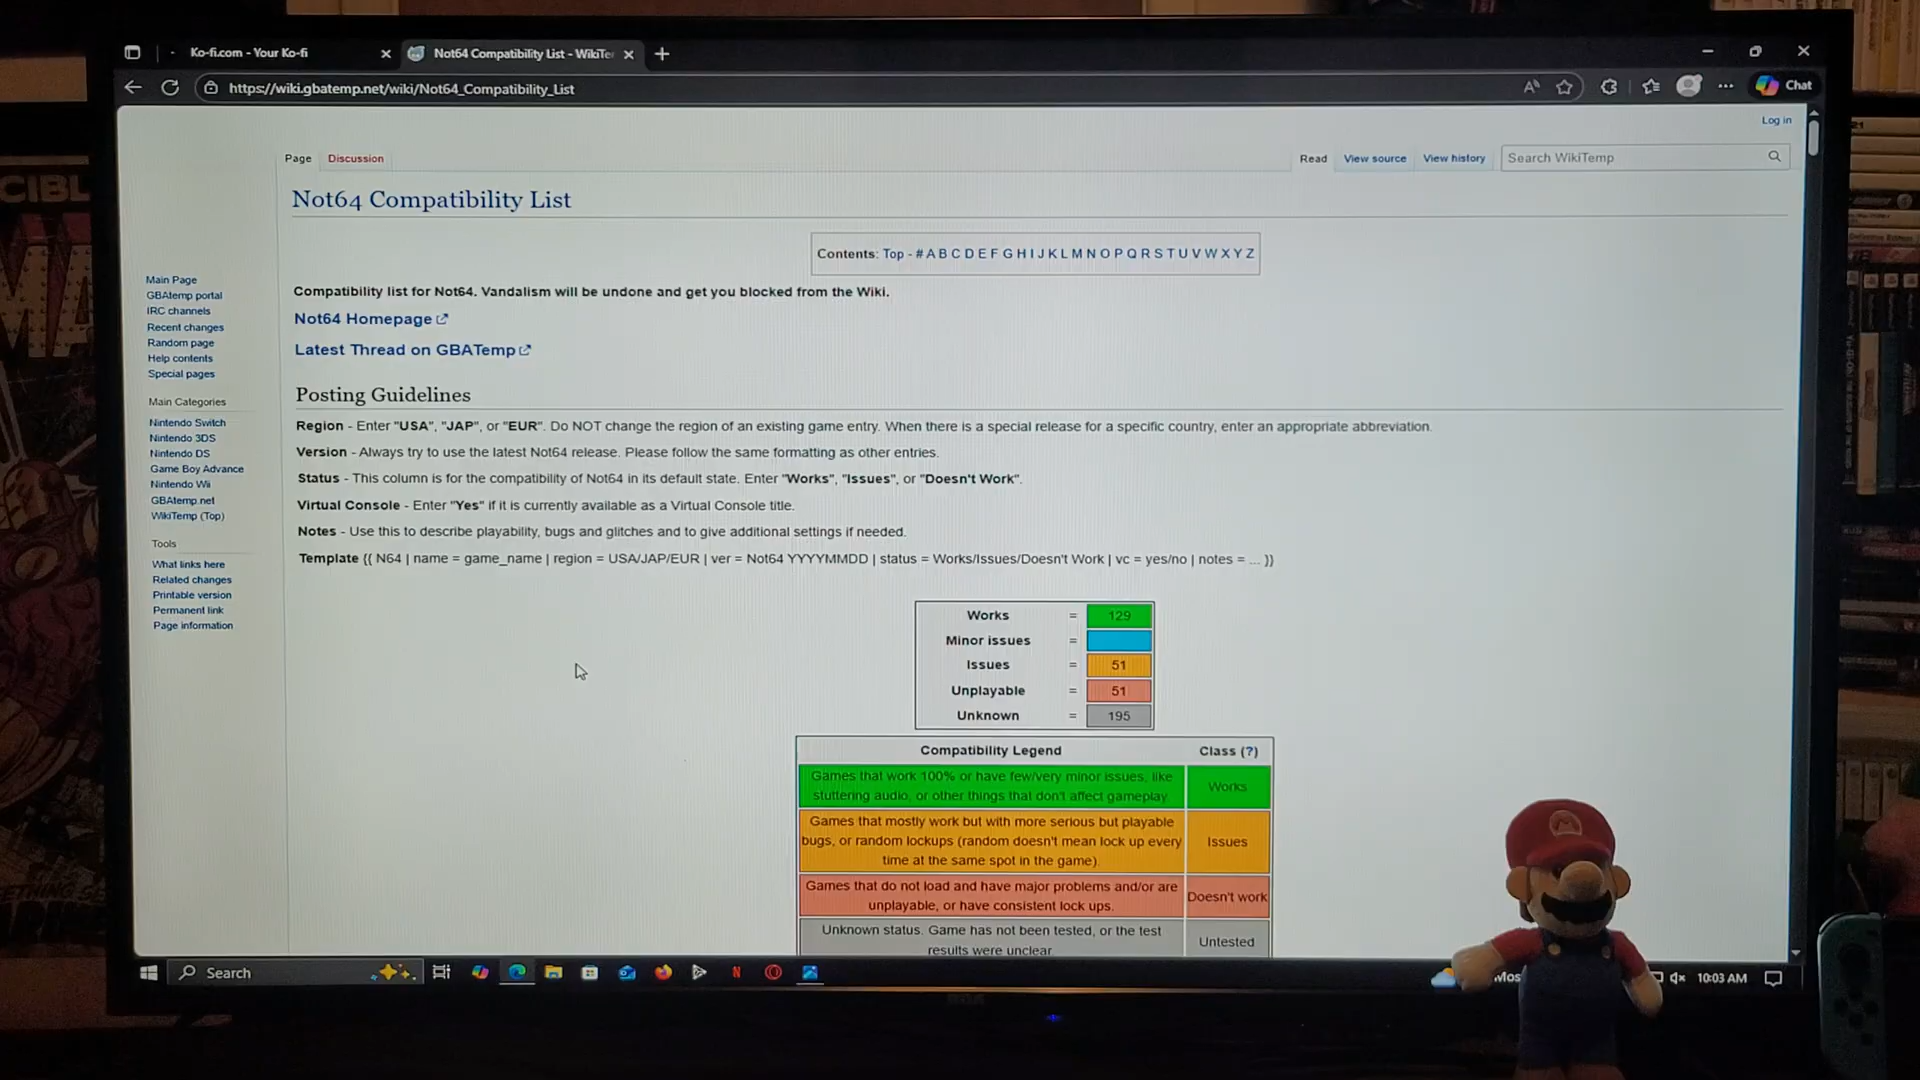 Ko-fi.com - Your Ko-fi
Not64 Compatibility List - WikiTe
https://wiki.gbatemp.net/wiki/Not64_Compatibility_List
Chat
Log in
Page
Discussion
Read
View source
View history
Search WikiTemp
Not64 Compatibility List
Contents: Top - # A B C D E F G H I J K L M N O P Q R S T U V W X Y Z
Main Page
GBAtemp portal
IRC channels
Recent changes
Random page
Help contents
Special pages
Main Categories
Nintendo Switch
Nintendo 3DS
Nintendo DS
Game Boy Advance
Nintendo Wii
GBAtemp.net
WikiTemp (Top)
Tools
What links here
Related changes
Printable version
Permanent link
Page information
Compatibility list for Not64. Vandalism will be undone and get you blocked from the Wiki.
Not64 Homepage
Latest Thread on GBATemp
Posting Guidelines
Region - Enter "USA", "JAP", or "EUR". Do NOT change the region of an existing game entry. When there is a special release for a specific country, enter an appropriate abbreviation.
Version - Always try to use the latest Not64 release. Please follow the same formatting as other entries.
Status - This column is for the compatibility of Not64 in its default state. Enter "Works", "Issues", or "Doesn't Work".
Virtual Console - Enter "Yes" if it is currently available as a Virtual Console title.
Notes - Use this to describe playability, bugs and glitches and to give additional settings if needed.
Template {{ N64 | name = game_name | region = USA/JAP/EUR | ver = Not64 YYYYMMDD | status = Works/Issues/Doesn't Work | vc = yes/no | notes = ... }}
Works = 129
Minor issues =
Issues = 51
Unplayable = 51
Unknown = 195
Compatibility Legend Class (?)
Games that work 100% or have few/very minor issues, like
stuttering audio, or other things that don't affect gameplay.
Works
Games that mostly work but with more serious but playable
bugs, or random lockups (random doesn't mean lock up every
time at the same spot in the game).
Issues
Games that do not load and have major problems and/or are
unplayable, or have consistent lock ups.
Doesn't work
Unknown status. Game has not been tested, or the test
results were unclear.
Untested
Search
Mos
10:03 AM
CIBL
M